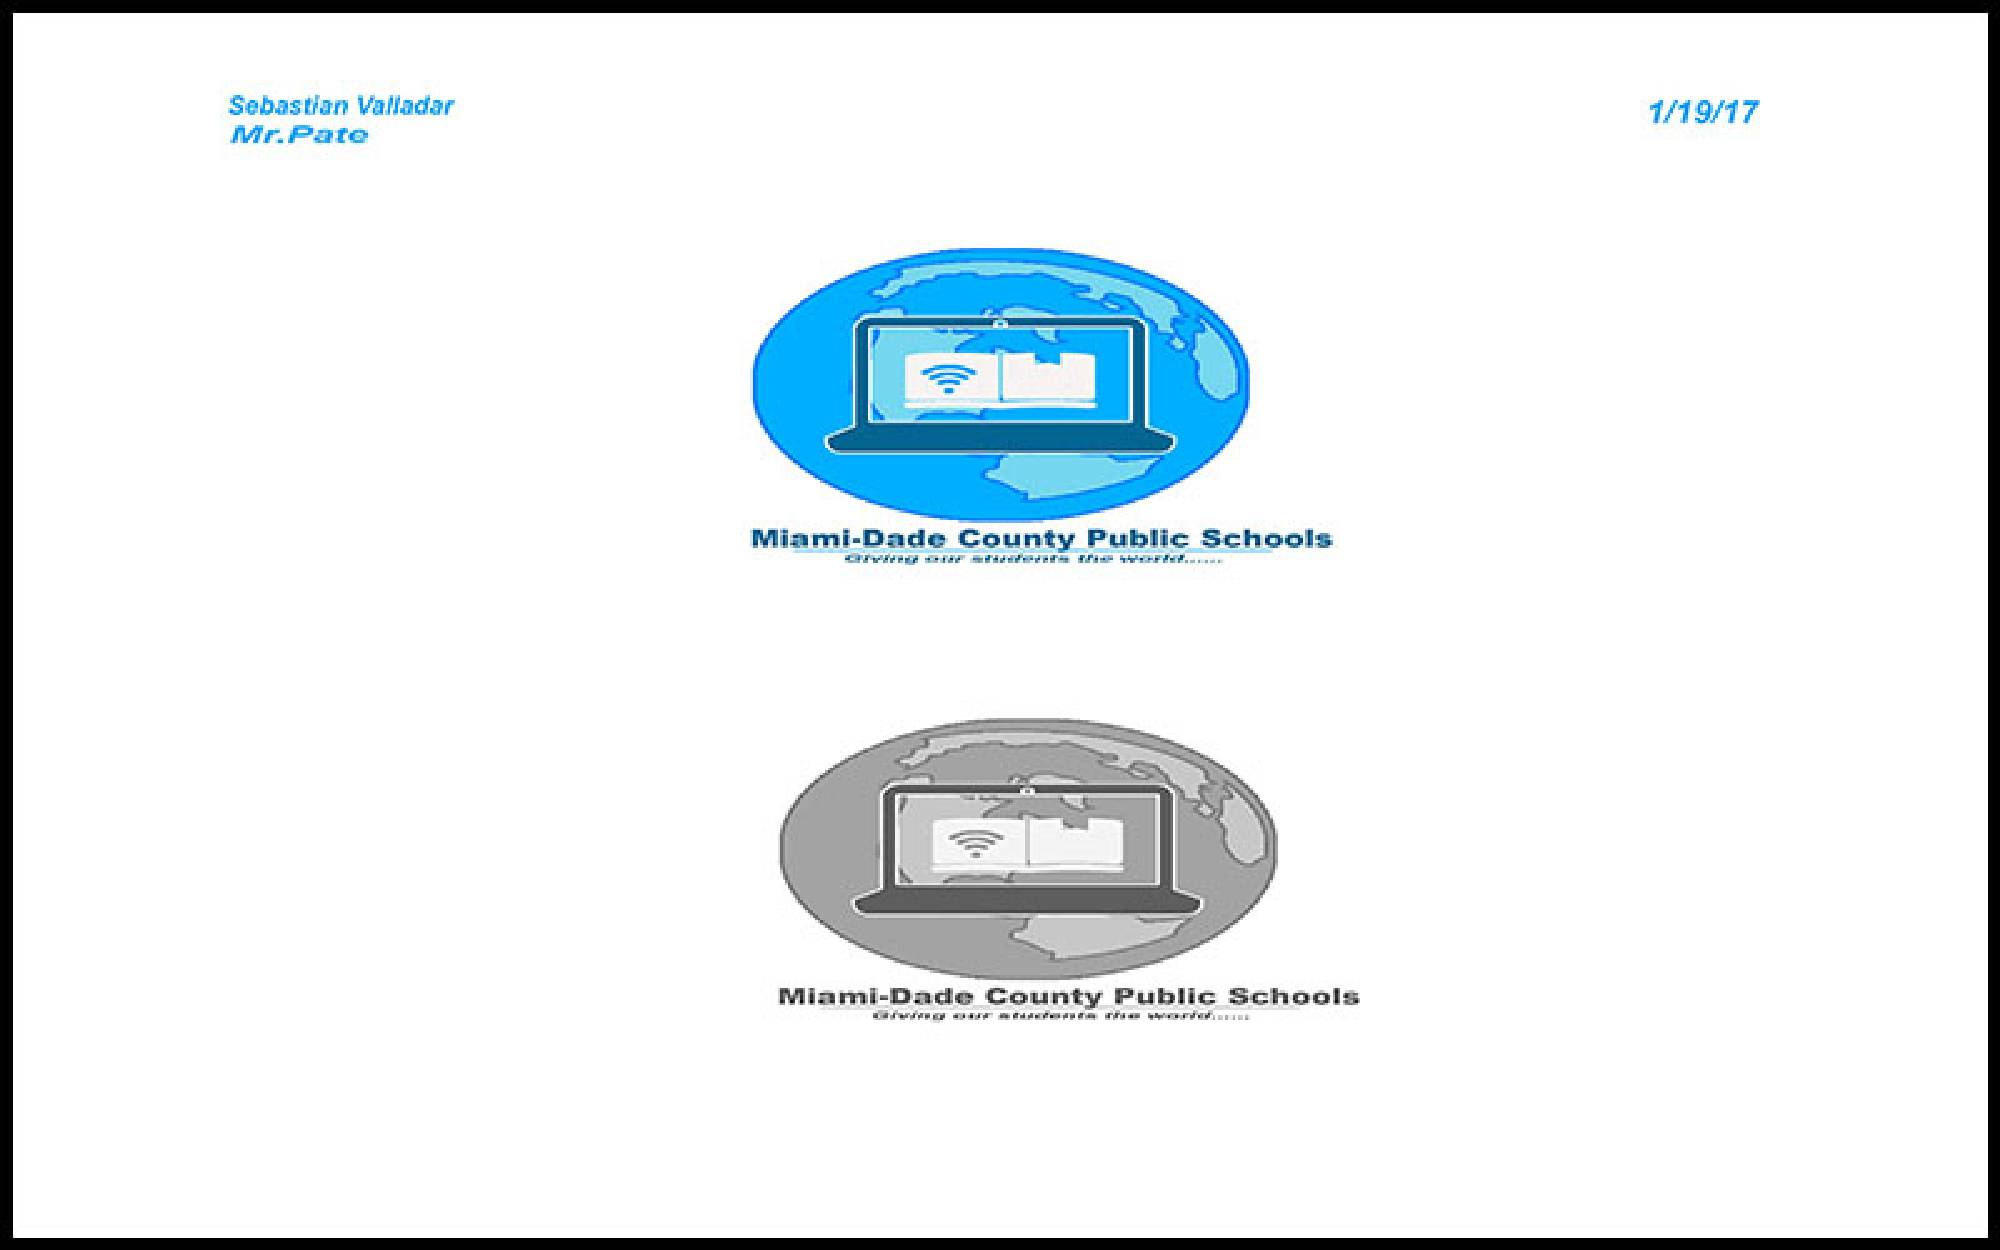 Sebastian Valladar
Mr.Pate
1/19/17
Miami-Dade County Public Schools
Giving our students the world......
Miami-Dade County Public Schools
Giving our students the world......